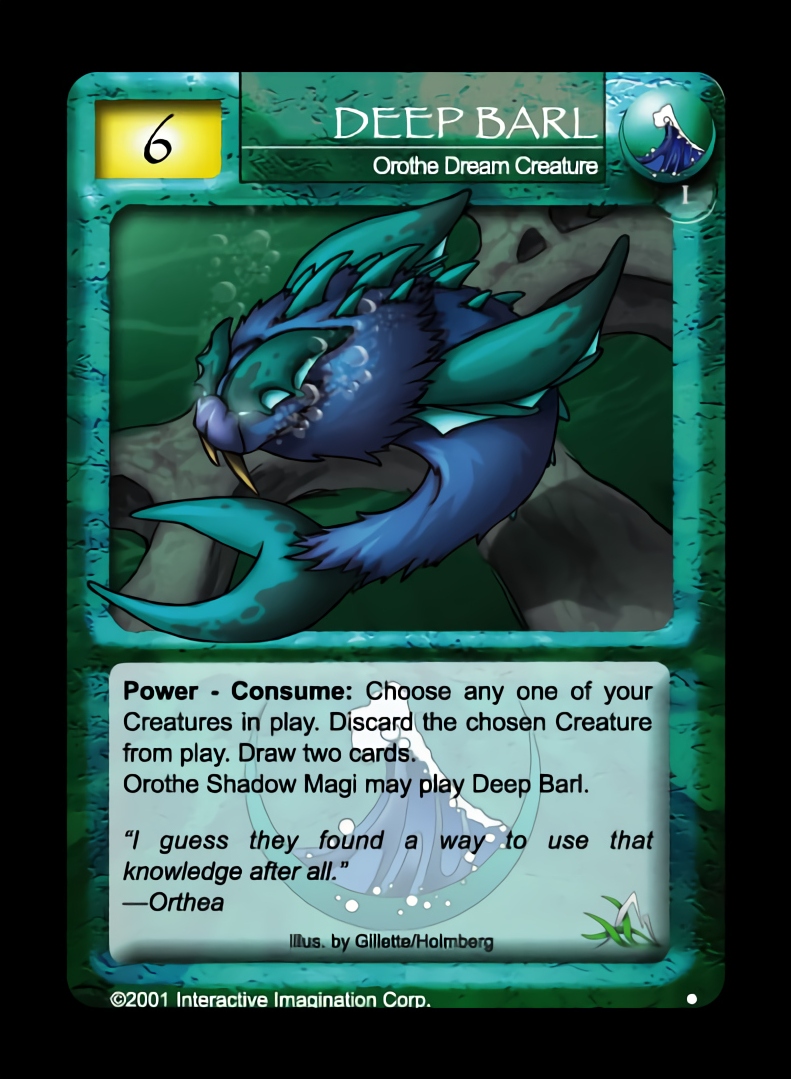 6
DEEP BARL
Orothe Dream Creature
I
Power - Consume: Choose any one of your
Creatures in play. Discard the chosen Creature
from play. Draw two cards.
Orothe Shadow Magi may play Deep Barl.
“I guess they found a way to use that
knowledge after all.”
—Orthea
Illus. by Gillette/Holmberg
©2001 Interactive Imagination Corp.